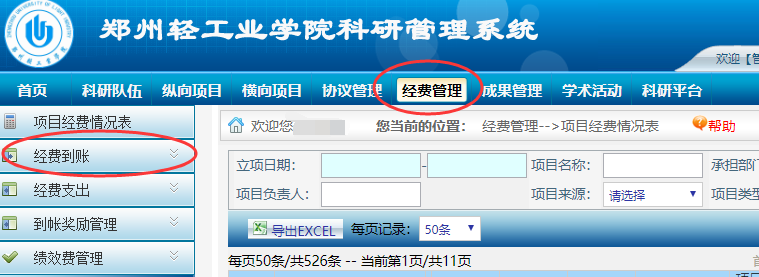 郑州轻工业学院科研管理系统
欢迎【管
首页 科研队伍 纵向项目 横向项目 协议管理 经费管理 成果管理 学术活动 科研平台
项目经费情况表
经费到账
经费支出
到帐奖励管理
绩效费管理
欢迎您 您当前的位置： 经费管理-->项目经费情况表 帮助
立项日期： - 项目名称： 承担部门
项目负责人： 项目来源： 请选择 项目类型
导出EXCEL 每页记录： 50条
每页50条/共526条 -- 当前第1页/共11页